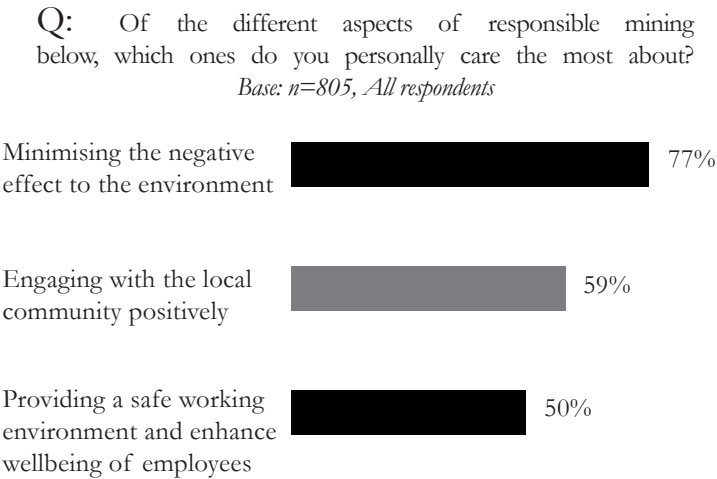 Q: Of the different aspects of responsible mining
below, which ones do you personally care the most about?
Base: n=805, All respondents
Minimising the negative
effect to the environment
77%
Engaging with the local
community positively
59%
Providing a safe working
environment and enhance
wellbeing of employees
50%